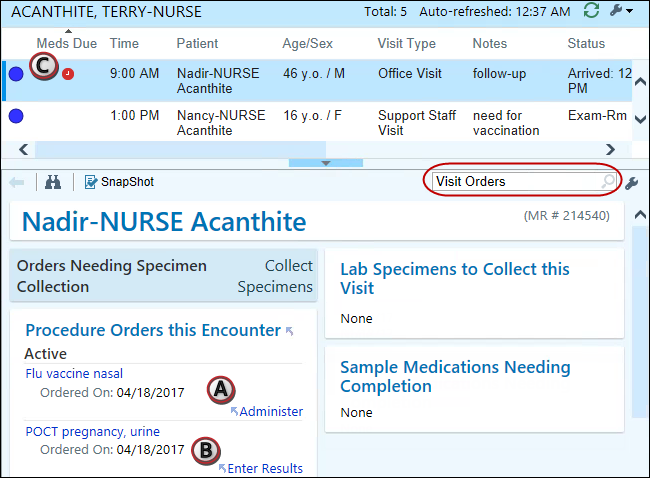 ACANTHITE, TERRY-NURSE Total: 5 Auto-refreshed: 12:37 AM
Meds Due Time Patient Age/Sex Visit Type Notes Status
C 9:00 AM Nadir-NURSE 46 y.o. / M Office Visit follow-up Arrived: 12
Acanthite PM
1:00 PM Nancy-NURSE 16 y.o. / F Support Staff need for Exam-Rm
Acanthite Visit vaccination
SnapShot Visit Orders
Nadir-NURSE Acanthite (MR # 214540)
Orders Needing Specimen Collect
Collection Specimens
Lab Specimens to Collect this
Visit
None
Procedure Orders this Encounter
Active
Flu vaccine nasal
Ordered On: 04/18/2017 A
Administer
POCT pregnancy, urine
Ordered On: 04/18/2017 B
Enter Results
Sample Medications Needing
Completion
None